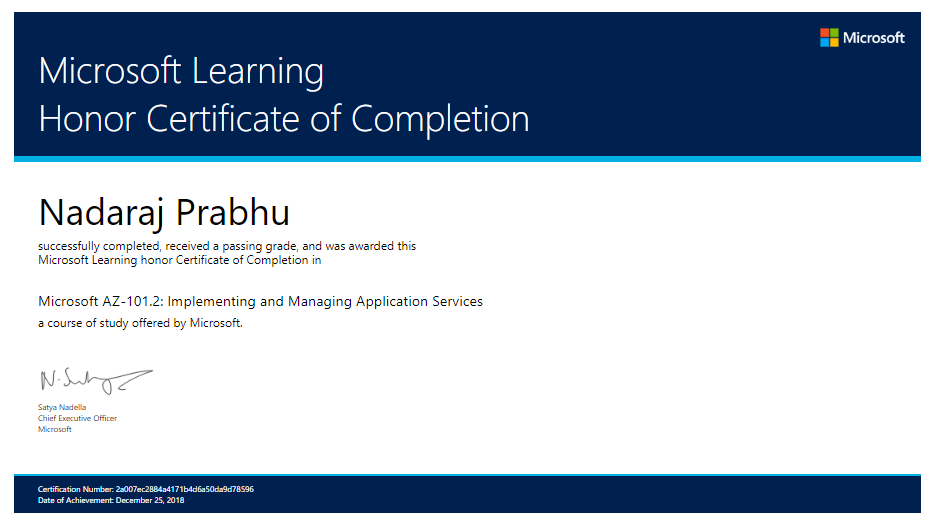 Microsoft
Microsoft Learning
Honor Certificate of Completion
Nadaraj Prabhu
successfully completed, received a passing grade, and was awarded this
Microsoft Learning honor Certificate of Completion in
Microsoft AZ-101.2: Implementing and Managing Application Services
a course of study offered by Microsoft.
Satya Nadella
Chief Executive Officer
Microsoft
Certification Number: 2a007ec2884a4171b4d6a50da9d78596
Date of Achievement: December 25, 2018